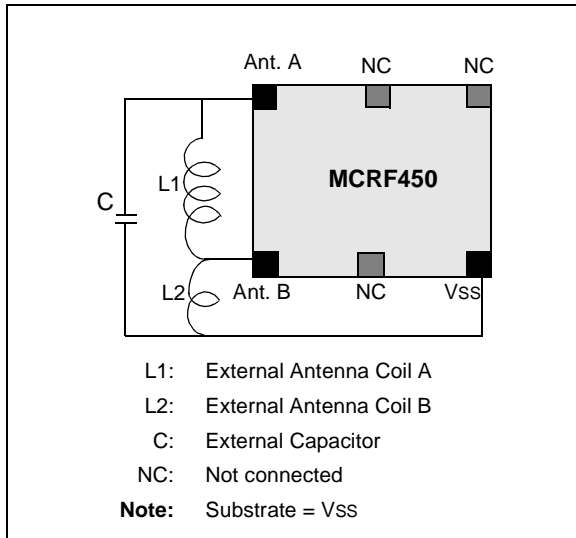 Ant. A NC NC
MCRF450
L1
C
L2
Ant. B NC VSS
L1: External Antenna Coil A
L2: External Antenna Coil B
C: External Capacitor
NC: Not connected
Note: Substrate = VSS